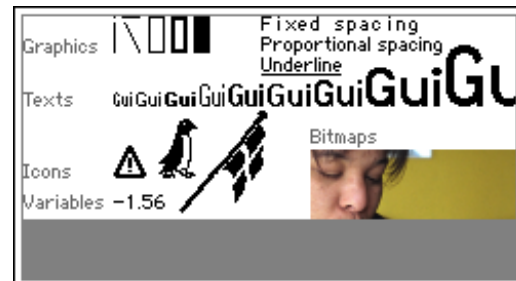 Graphics
Fixed spacing
Proportional spacing
Underline
Texts GuiGuiGuiGuiGuiGuiGuiGuiGu
Bitmaps
Icons
Variables -1.56